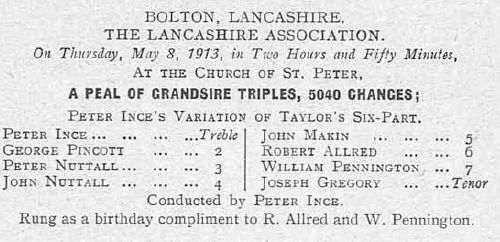 BOLTON, LANCASHIRE.
THE LANCASHIRE ASSOCIATION.
On Thursday, May 8, 1913, in Two Hours and Fifty Minutes,
AT THE CHURCH OF ST. PETER,
A PEAL OF GRANDSIRE TRIPLES, 5040 CHANGES;
PETER INCE'S VARIATION OF TAYLOR'S SIX-PART.
PETER INCE ... ... ... ...Treble
GEORGE PINCOTT ... ... 2
PETER NUTTALL ... ... ... 3
JOHN NUTTALL ... ... ... 4
JOHN MAKIN ... ... ... 5
ROBERT ALLRED ... ... 6
WILLIAM PENNINGTON ... 7
JOSEPH GREGORY ... ...Tenor
Conducted by PETER INCE.
Rung as a birthday compliment to R. Allred and W. Pennington.